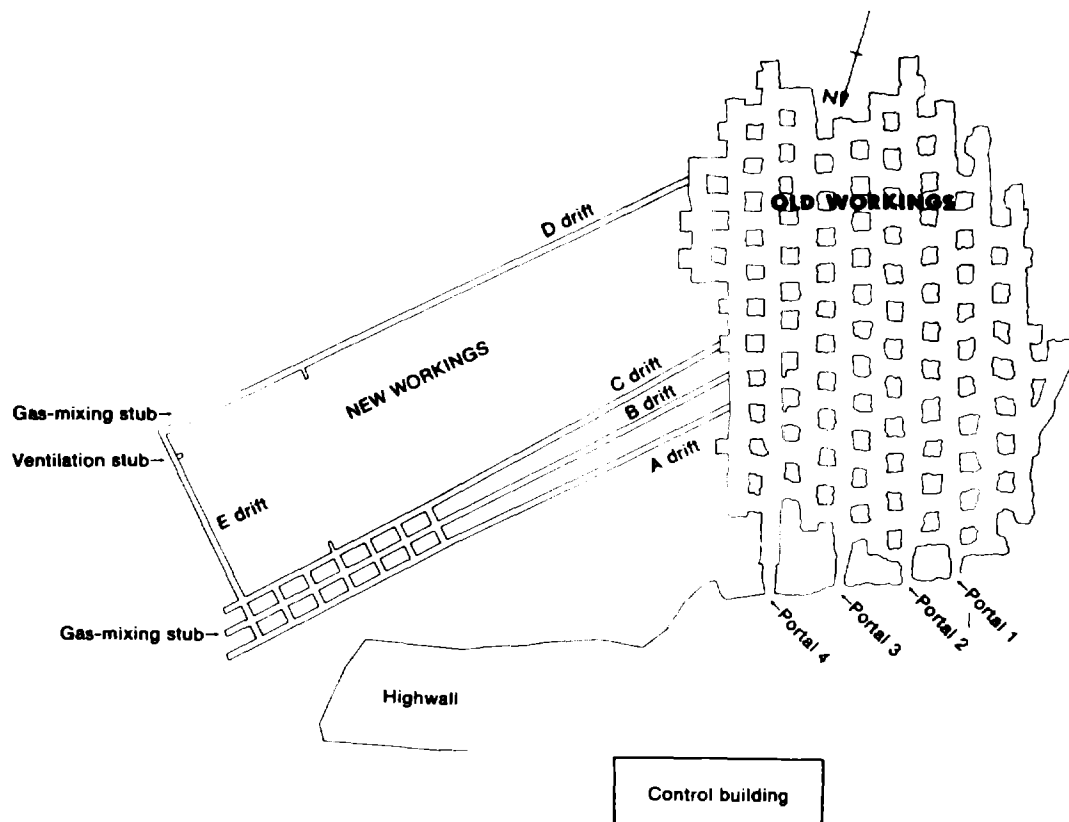 N
OLD WORKINGS
D drift
NEW WORKINGS
C drift
B drift
A drift
Gas-mixing stub→
Ventilation stub→
E drift
Gas-mixing stub→
←Portal 4
←Portal 3
←Portal 2
←Portal 1
Highwall
Control building